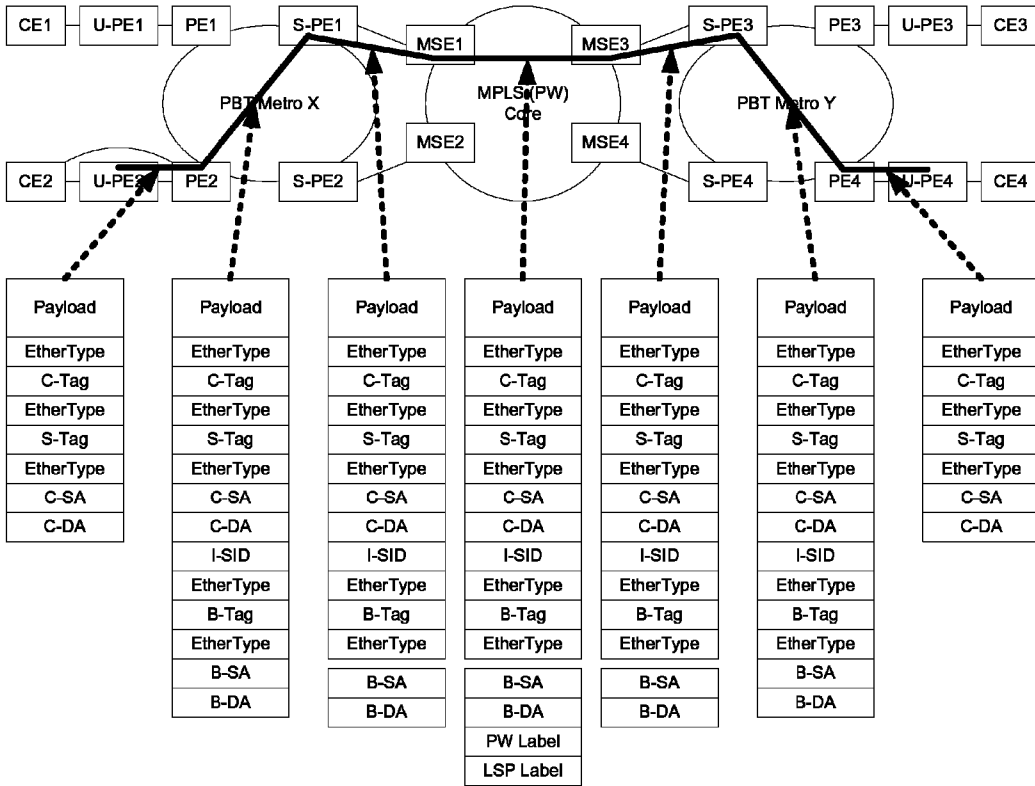 CE1 U-PE1 PE1 S-PE1 MSE1 MSE3 S-PE3 PE3 U-PE3 CE3
PBT Metro X
MPLS (PW)
Core
PBT Metro Y
MSE2 MSE4
CE2 U-PE2 PE2 S-PE2 S-PE4 PE4 U-PE4 CE4
Payload Payload Payload Payload Payload Payload Payload
EtherType EtherType EtherType EtherType EtherType EtherType EtherType
C-Tag C-Tag C-Tag C-Tag C-Tag C-Tag C-Tag
EtherType EtherType EtherType EtherType EtherType EtherType EtherType
S-Tag S-Tag S-Tag S-Tag S-Tag S-Tag S-Tag
EtherType EtherType EtherType EtherType EtherType EtherType EtherType
C-SA C-SA C-SA C-SA C-SA C-SA C-SA
C-DA C-DA C-DA C-DA C-DA C-DA C-DA
I-SID I-SID I-SID I-SID I-SID
EtherType EtherType EtherType EtherType EtherType
B-Tag B-Tag B-Tag B-Tag B-Tag
EtherType EtherType EtherType EtherType EtherType
B-SA B-SA B-SA B-SA B-SA
B-DA B-DA B-DA B-DA B-DA
PW Label
LSP Label